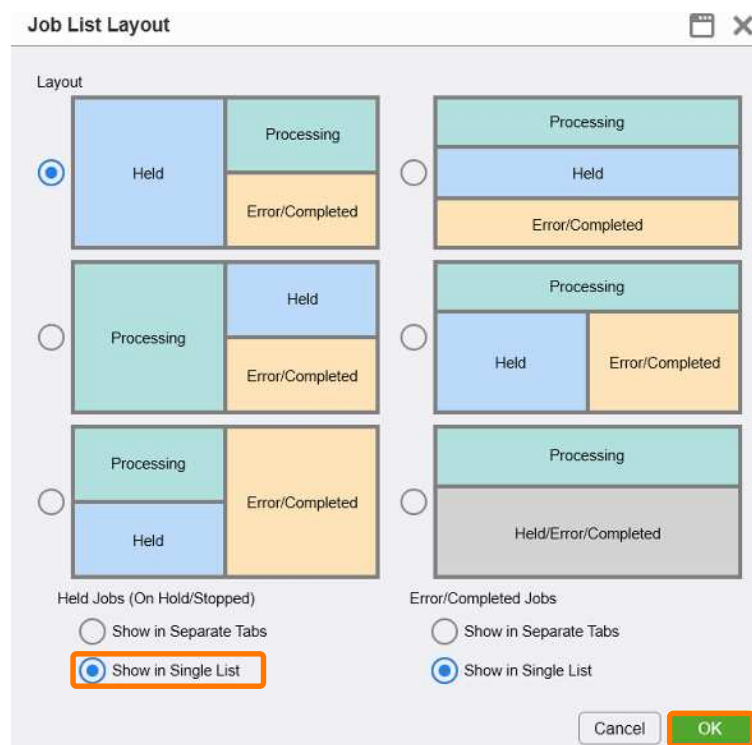 Job List Layout
Layout
Held
Processing
Error/Completed
Processing
Held
Error/Completed
Processing
Held
Error/Completed
Processing
Held
Error/Completed
Processing
Held
Error/Completed
Processing
Held/Error/Completed
Held Jobs (On Hold/Stopped)
Show in Separate Tabs
Show in Single List
Error/Completed Jobs
Show in Separate Tabs
Show in Single List
Cancel
OK